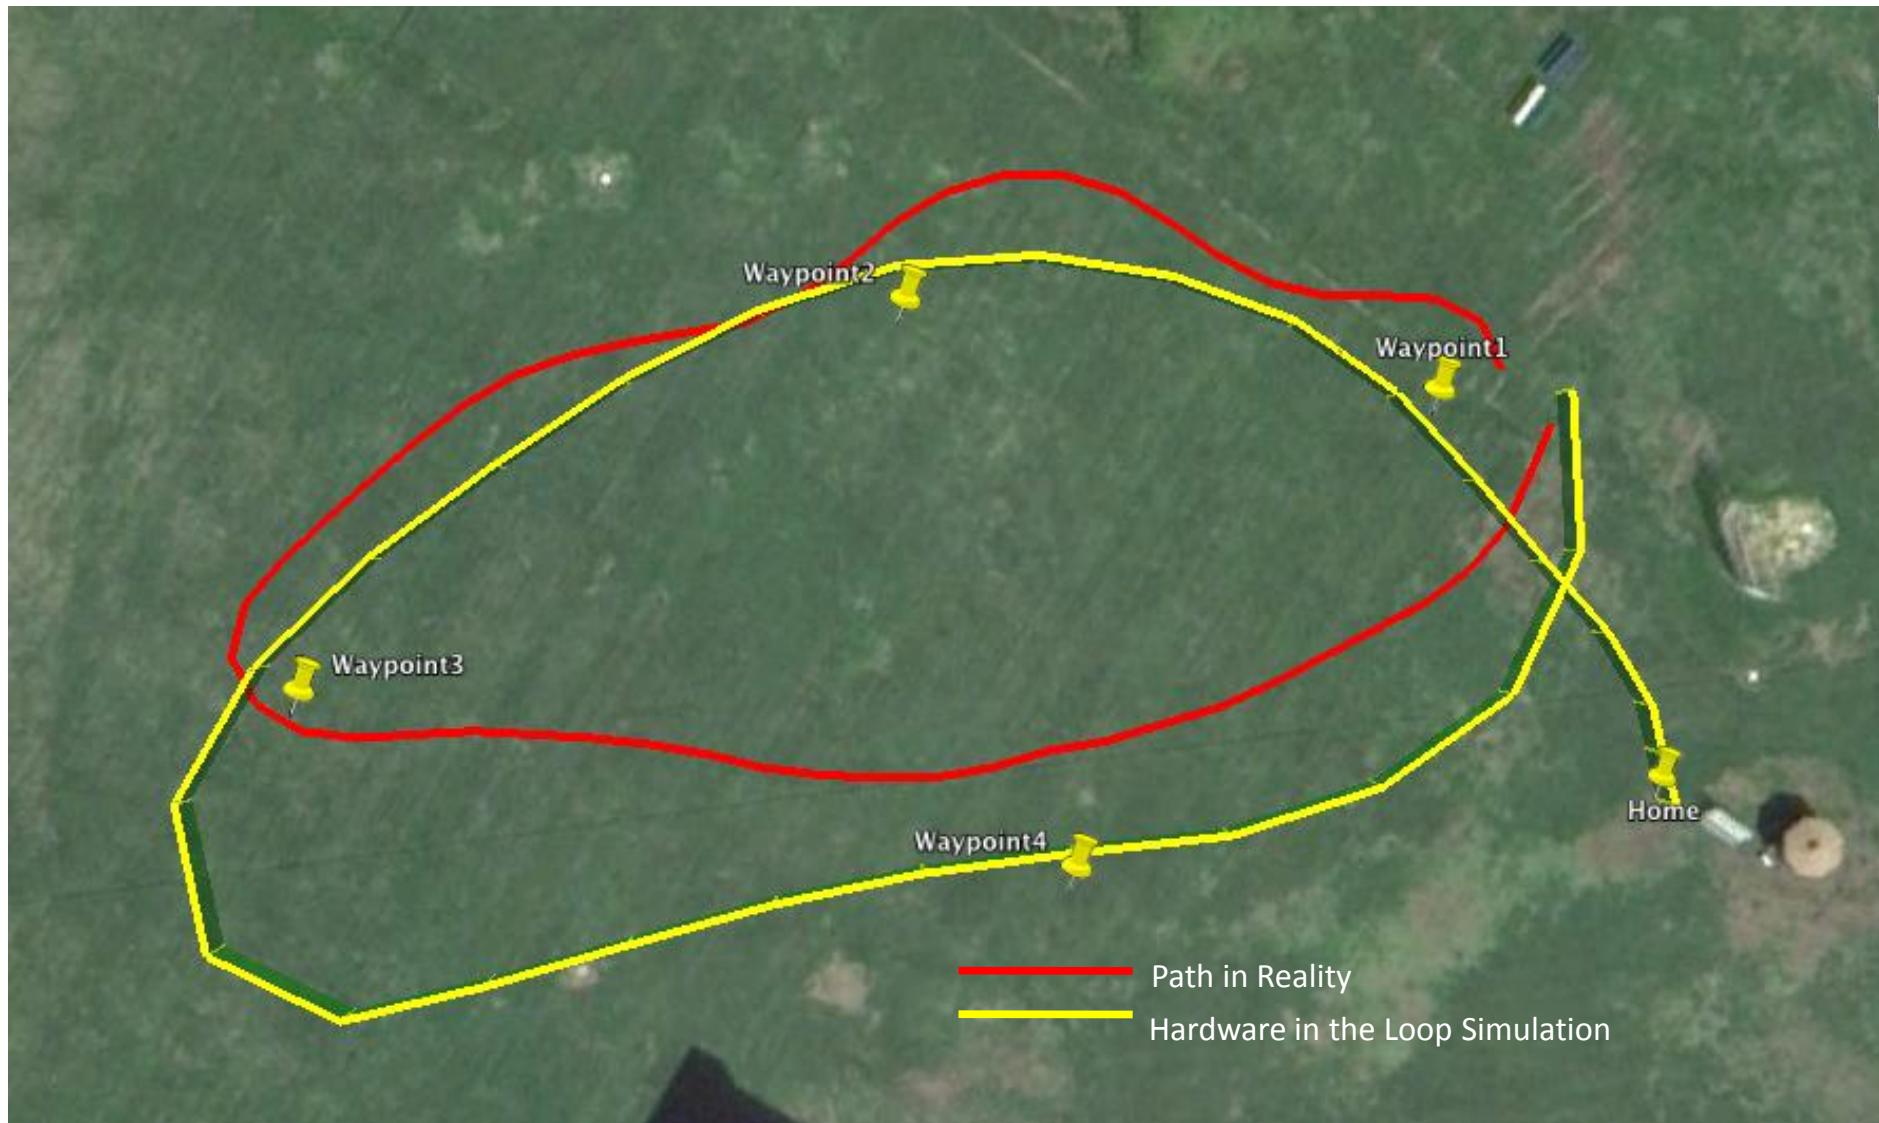 Waypoint2
Waypoint1
Waypoint3
Home
Waypoint4
Path in Reality
Hardware in the Loop Simulation